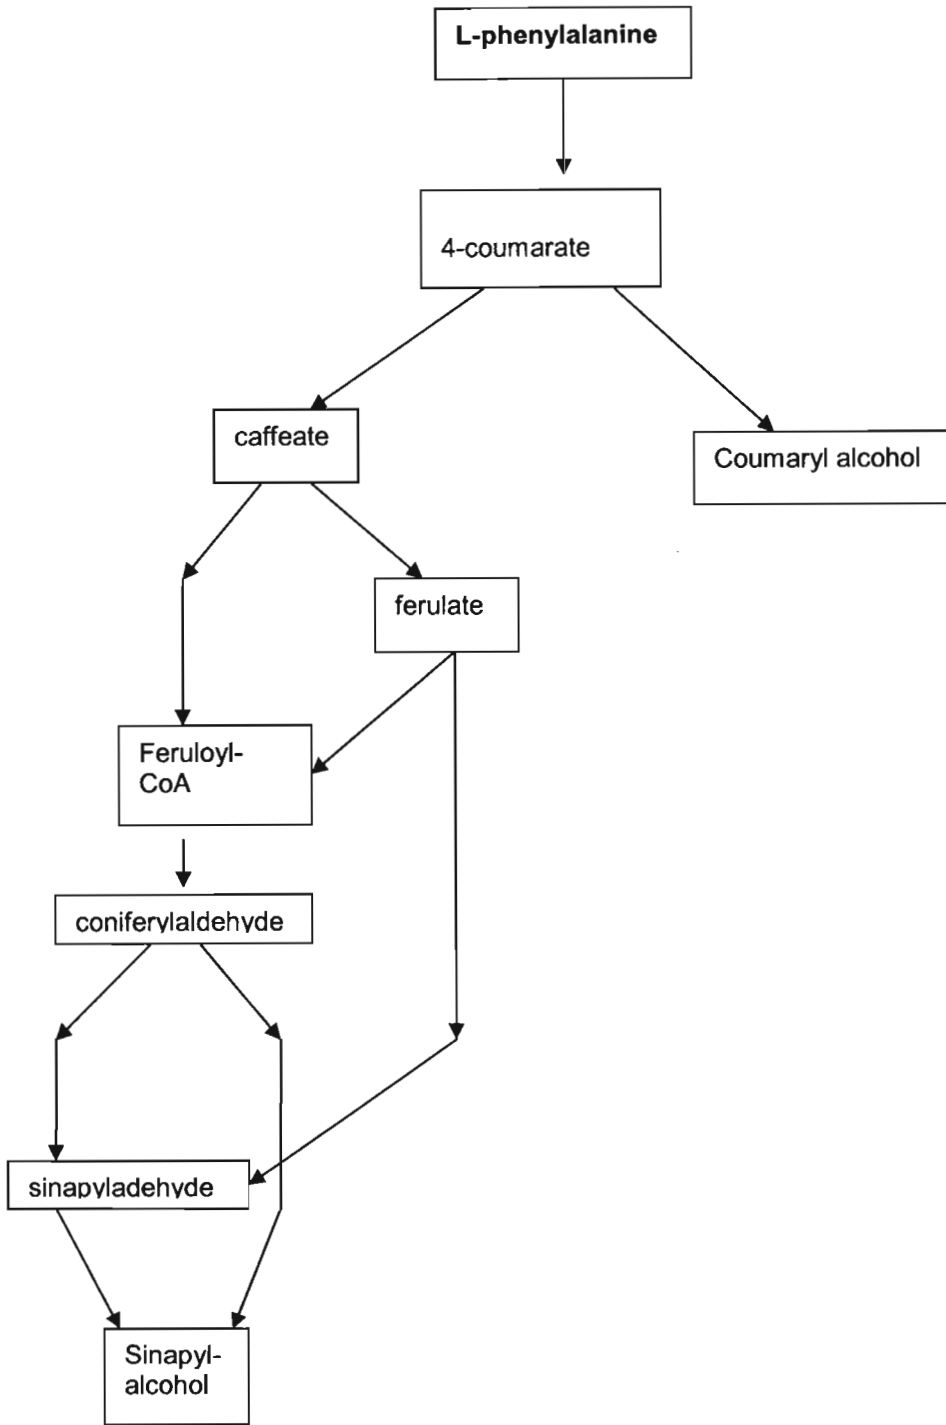 L-phenylalanine
4-coumarate
caffeate
Coumaryl alcohol
ferulate
Feruloyl-
CoA
coniferylaldehyde
sinapyladehyde
Sinapyl-
alcohol